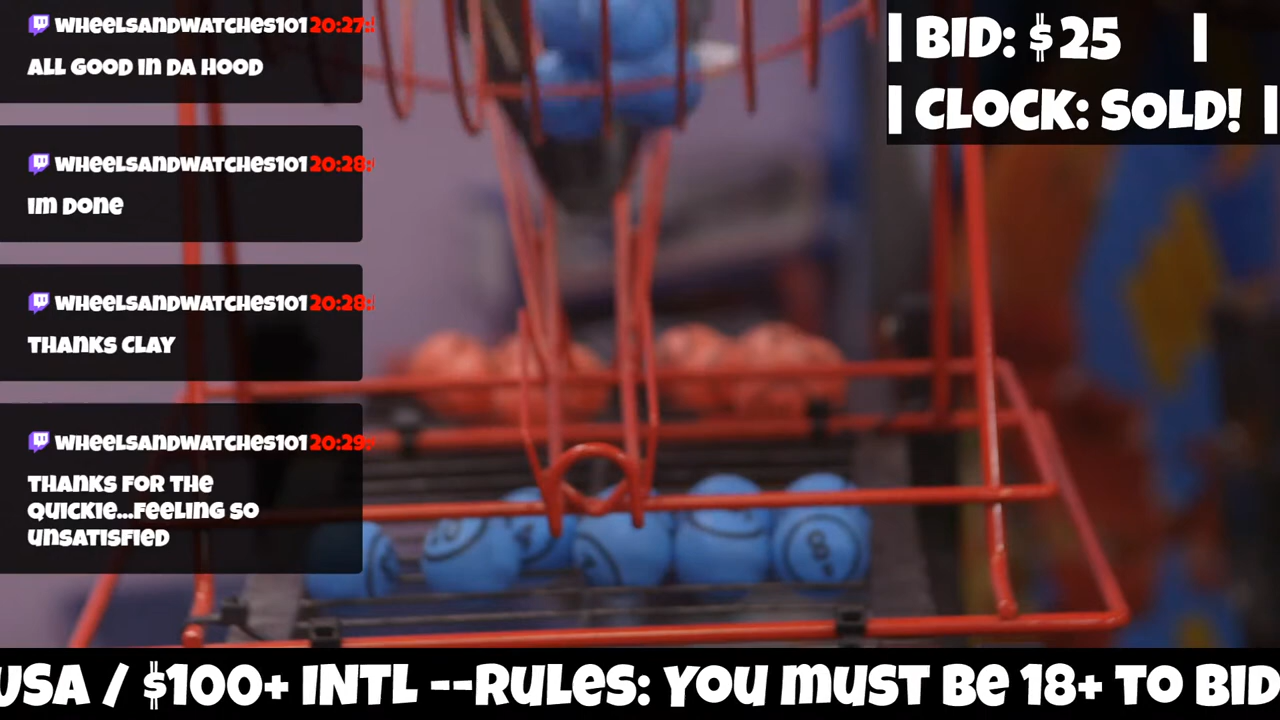 wheelsandwatches101 20:27:
ALL GOOD IN DA HOOD
wheelsandwatches101 20:28:
IM DONE
wheelsandwatches101 20:28:
THANKS CLAY
wheelsandwatches101 20:29:
THANKS FOR THE
QUICKIE...FEELING SO
UNSATISFIED
| BID: $25 |
| CLOCK: SOLD! |
USA / $100+ INTL --RULES: YOU MUST BE 18+ TO BID
8